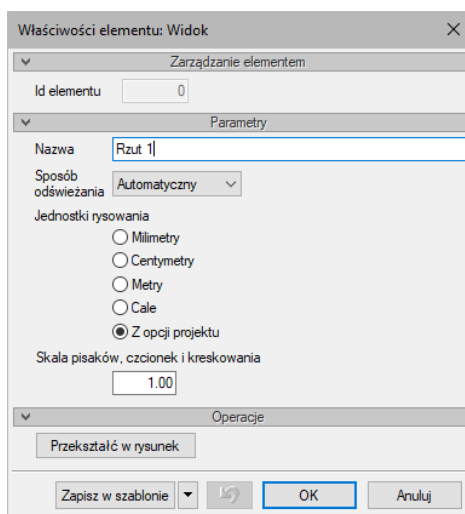 Właściwości elementu: Widok
Zarządzanie elementem
Id elementu 0
Parametry
Nazwa Rzut 1
Sposób
odświeżania Automatyczny
Jednostki rysowania
Milimetry
Centymetry
Metry
Cale
Z opcji projektu
Skala pisaków, czcionek i kreskowania
1.00
Operacje
Przekształć w rysunek
Zapisz w szablonie OK Anuluj